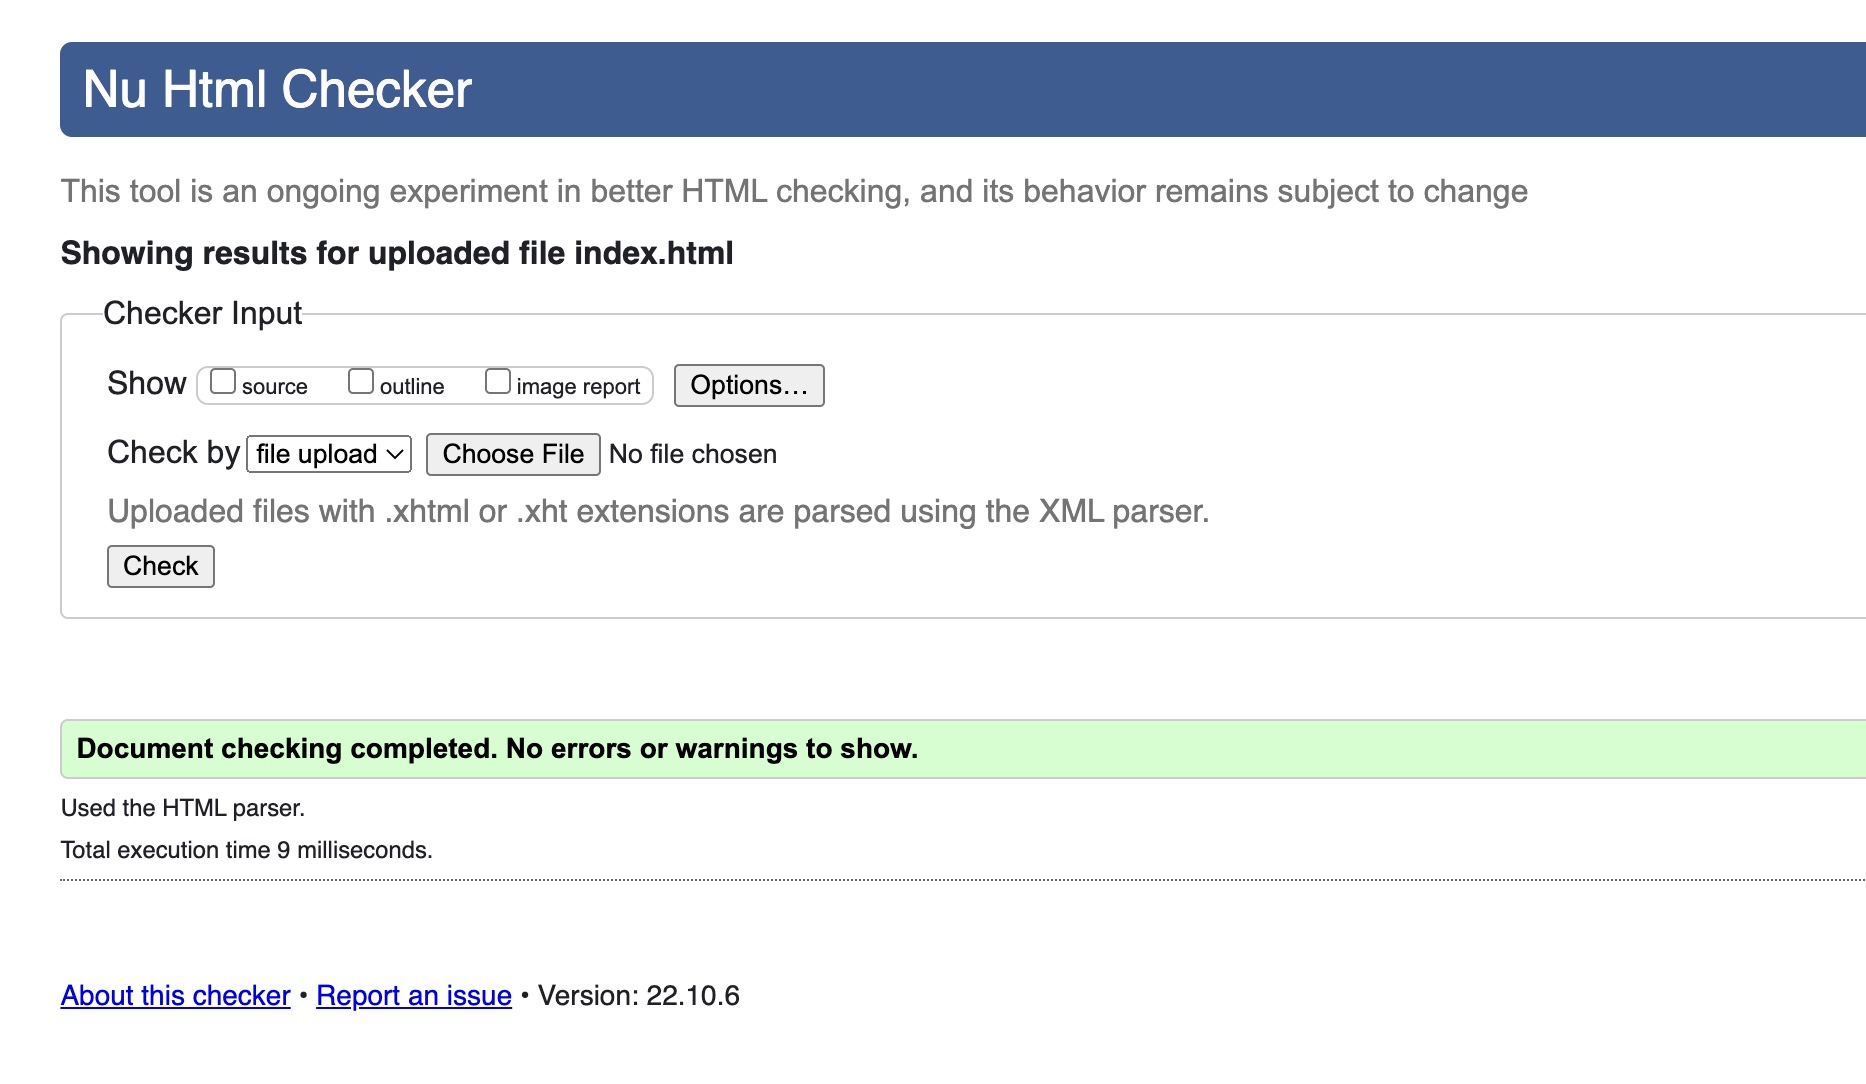 Nu Html Checker
This tool is an ongoing experiment in better HTML checking, and its behavior remains subject to change
Showing results for uploaded file index.html
Checker Input
Show source outline image report Options…
Check by file upload Choose File No file chosen
Uploaded files with .xhtml or .xht extensions are parsed using the XML parser.
Check
Document checking completed. No errors or warnings to show.
Used the HTML parser.
Total execution time 9 milliseconds.
About this checker • Report an issue • Version: 22.10.6